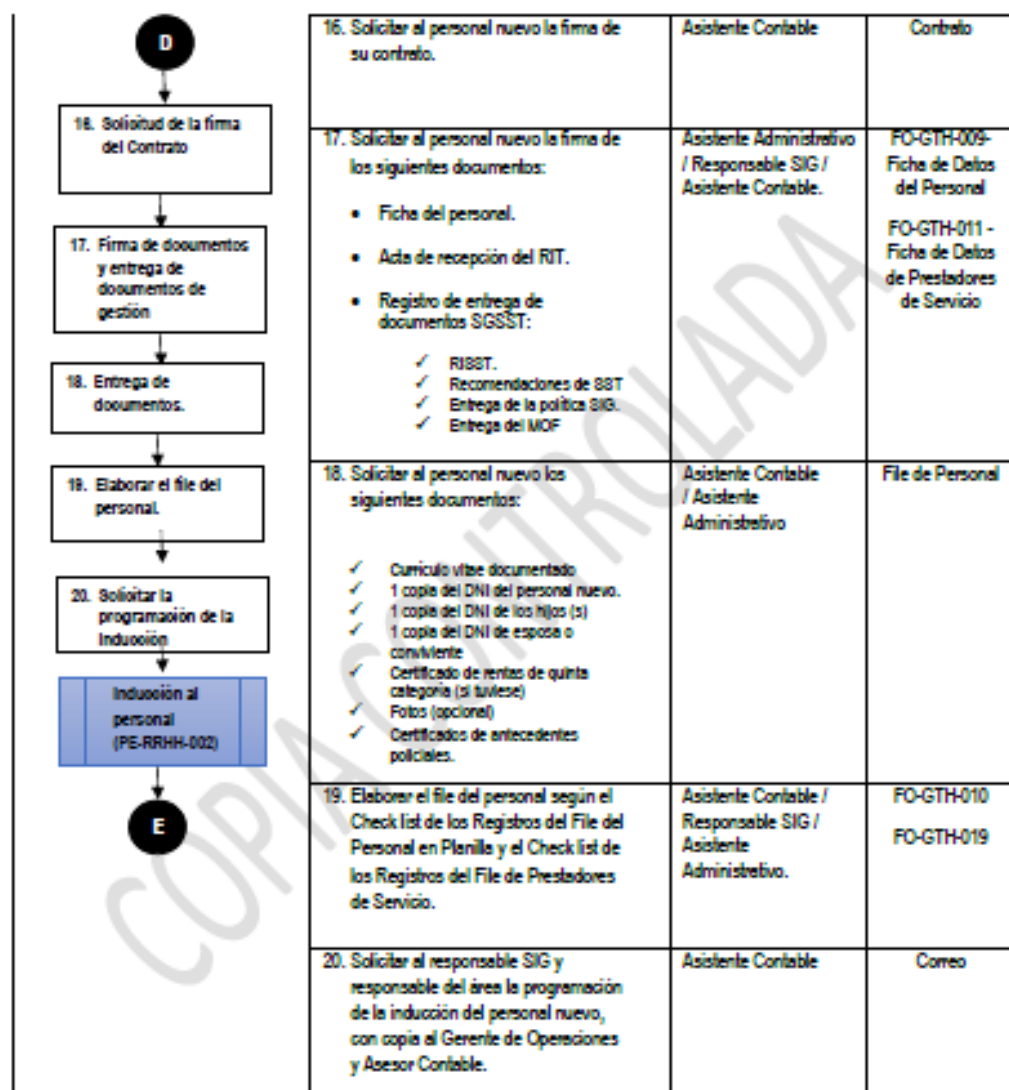 D
16. Solicitud de la firma
del Contrato
17. Firma de documentos
y entrega de
documentos de
gestión
18. Entrega de
documentos.
19. Elaborar el file del
personal.
20. Solicitar la
programación de la
Inducción
Inducción al
personal
(PE-RRHH-002)
E
16. Solicitar al personal nuevo la firma de
su contrato.
Asistente Contable
Contrato
17. Solicitar al personal nuevo la firma de
los siguientes documentos:
• Ficha del personal.
• Acta de recepción del RIT.
• Registro de entrega de
documentos SGSST:
✓ RISST.
✓ Recomendaciones de SST
✓ Entrega de la política SIG.
✓ Entrega del MOF
Asistente Administrativo
/ Responsable SIG /
Asistente Contable.
FO-GTH-009-
Ficha de Datos
del Personal
FO-GTH-011 -
Ficha de Datos
de Prestadores
de Servicio
18. Solicitar al personal nuevo los
siguientes documentos:
✓ Curriculo vitae documentado
✓ 1 copia del DNI del personal nuevo.
✓ 1 copia del DNI de los hijos (s)
✓ 1 copia del DNI de esposa o
conviviente
✓ Certificado de rentas de quinta
categoría (si tuviese)
✓ Fotos (opcional)
✓ Certificados de antecedentes
policiales.
Asistente Contable
/ Asistente
Administrativo
File de Personal
19. Elaborar el file del personal según el
Check list de los Registros del File del
Personal en Planilla y el Check list de
los Registros del File de Prestadores
de Servicio.
Asistente Contable /
Responsable SIG /
Asistente
Administrativo.
FO-GTH-010
FO-GTH-019
20. Solicitar al responsable SIG y
responsable del área la programación
de la inducción del personal nuevo,
con copia al Gerente de Operaciones
y Asesor Contable.
Asistente Contable
Correo
COPIA CONTROLADA